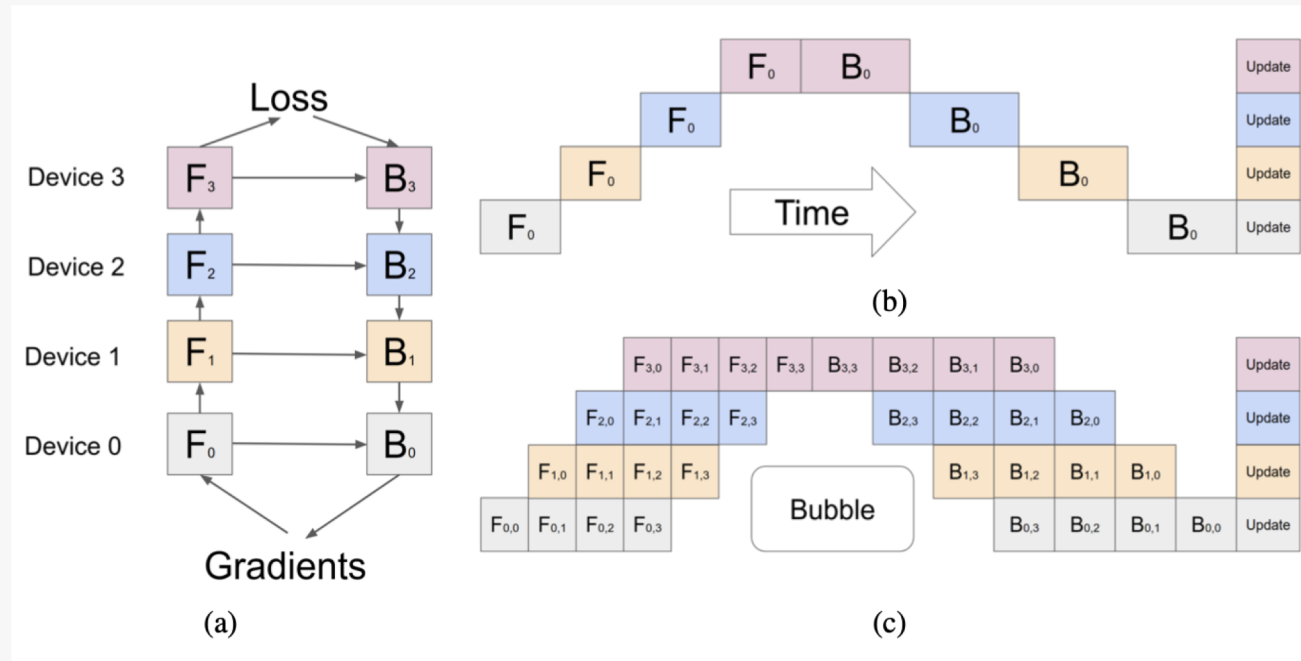 Loss
Device 3 F₃ B₃
Device 2 F₂ B₂
Device 1 F₁ B₁
Device 0 F₀ B₀
Gradients
(a)
F₀ B₀ Update
F₀ B₀ Update
F₀ B₀ Update
Time
F₀ B₀ Update
(b)
F₃,₀ F₃,₁ F₃,₂ F₃,₃ B₃,₃ B₃,₂ B₃,₁ B₃,₀ Update
F₂,₀ F₂,₁ F₂,₂ F₂,₃ B₂,₃ B₂,₂ B₂,₁ B₂,₀ Update
F₁,₀ F₁,₁ F₁,₂ F₁,₃ B₁,₃ B₁,₂ B₁,₁ B₁,₀ Update
Bubble
F₀,₀ F₀,₁ F₀,₂ F₀,₃ B₀,₃ B₀,₂ B₀,₁ B₀,₀ Update
(c)